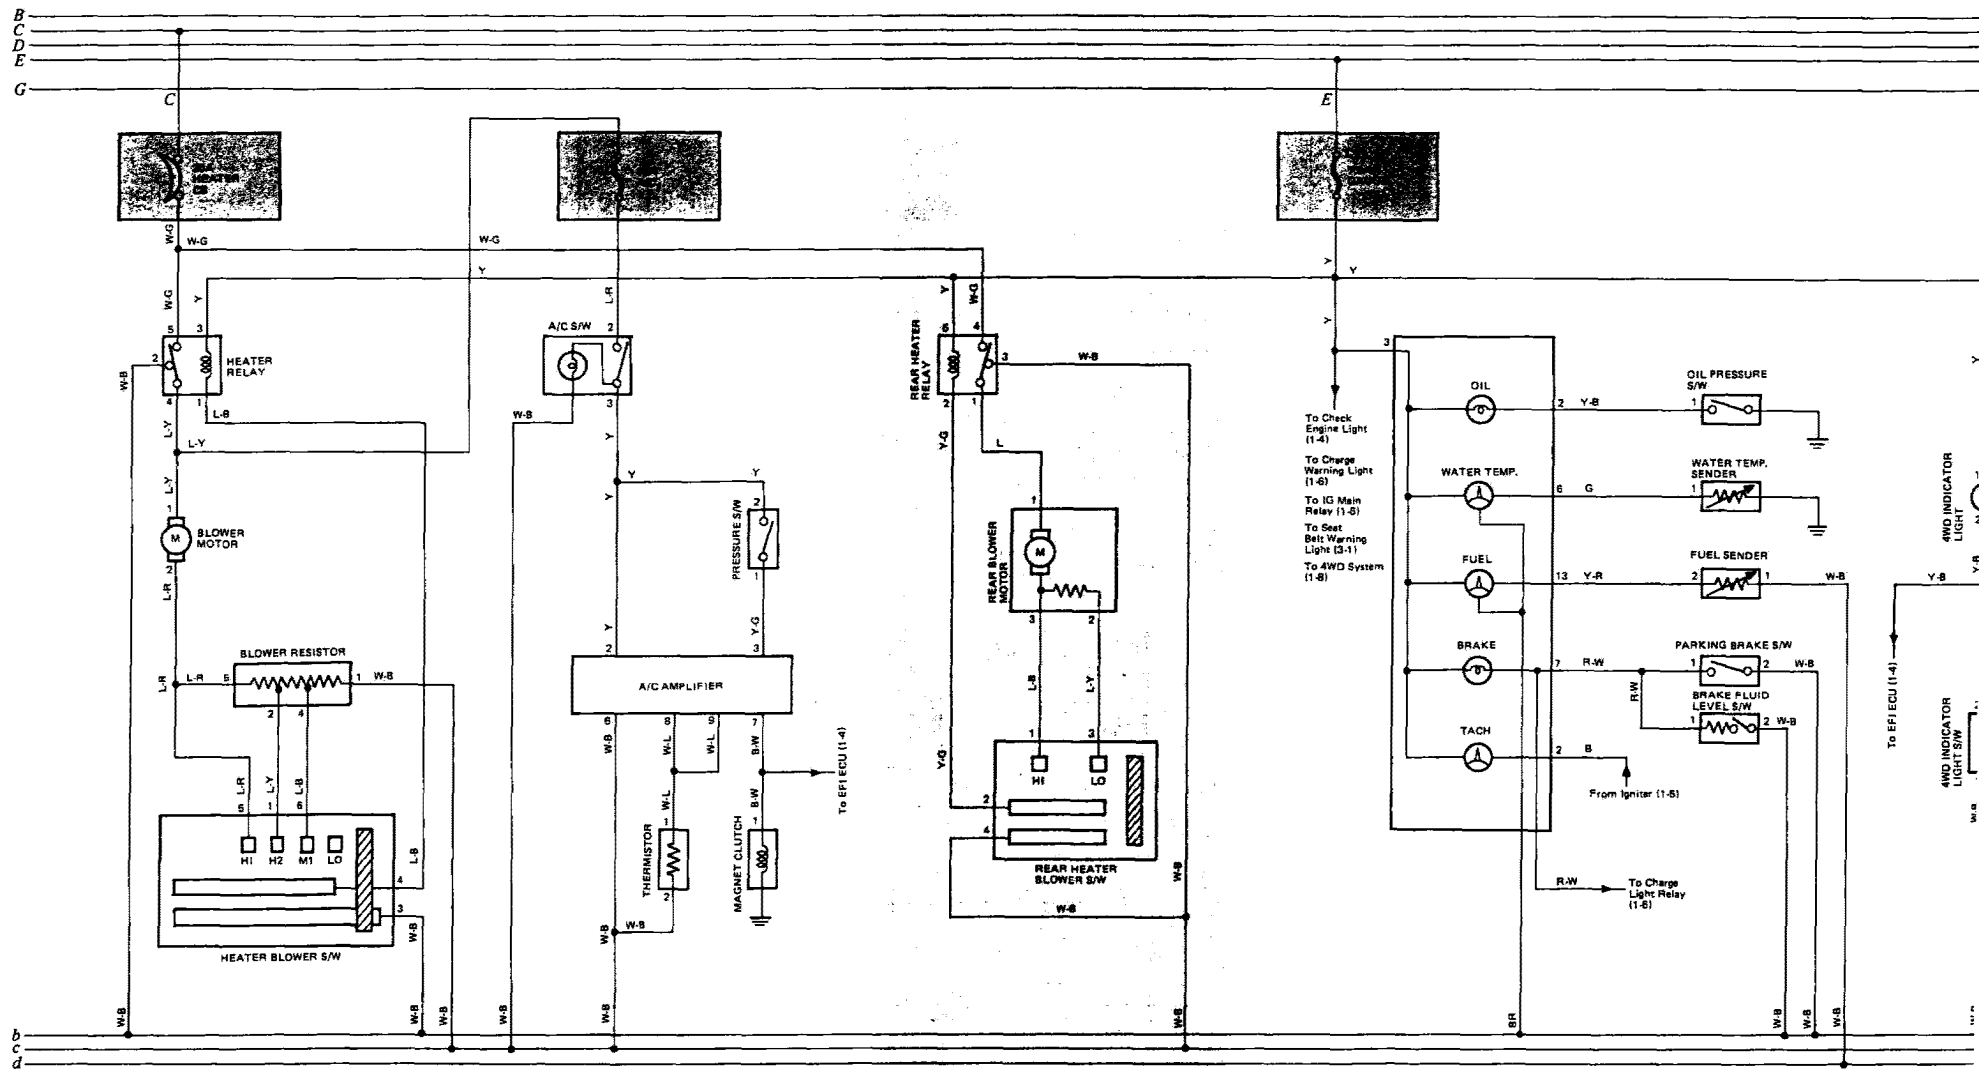 B
C
D
E
G
C
E
HEATER
CB
W-G
W-G
W-G
Y
Y
Y
W-G
Y
L-R
Y
W-G
Y
5
3
2
HEATER
RELAY
4
1
W-B
L-Y
L-B
L-Y
L-Y
1
M
BLOWER
MOTOR
2
L-R
BLOWER RESISTOR
L-R
L-R
5
1
W-B
2
4
L-R
L-Y
L-B
5
1
6
HI
H2
M1
LO
L-B
4
3
W-B
HEATER BLOWER S/W
W-B
W-B
W-B
A/C S/W
2
3
W-B
Y
Y
Y
Y
2
PRESSURE S/W
1
Y
Y-G
2
3
A/C AMPLIFIER
6
8
9
7
W-B
W-L
W-L
B-W
To EFI ECU (1-4)
W-L
B-W
1
1
THERMISTOR
2
MAGNET CLUTCH
W-B
W-B
W-B
W-B
REAR HEATER
RELAY
6
4
3
W-B
2
1
Y-G
L
1
REAR BLOWER
MOTOR
M
3
2
L-B
L-Y
1
3
HI
LO
Y-G
2
4
REAR HEATER
BLOWER S/W
W-B
W-B
W-B
To Check
Engine Light
(1-4)
To Charge
Warning Light
(1-6)
To IG Main
Relay (1-5)
To Seat
Belt Warning
Light (3-1)
To 4WD System
(1-8)
3
OIL
2
Y-B
OIL PRESSURE
S/W
1
WATER TEMP.
6
G
WATER TEMP.
SENDER
1
FUEL
13
Y-R
FUEL SENDER
2
1
W-B
BRAKE
7
R-W
PARKING BRAKE S/W
1
2
W-B
R-W
BRAKE FLUID
LEVEL S/W
1
2
W-B
TACH
2
B
From Igniter (1-5)
R-W
To Charge
Light Relay
(1-6)
BR
W-B
W-B
W-B
4WD INDICATOR
LIGHT
Y
Y-B
Y-B
To EFI ECU (1-4)
4WD INDICATOR
LIGHT S/W
b
c
d